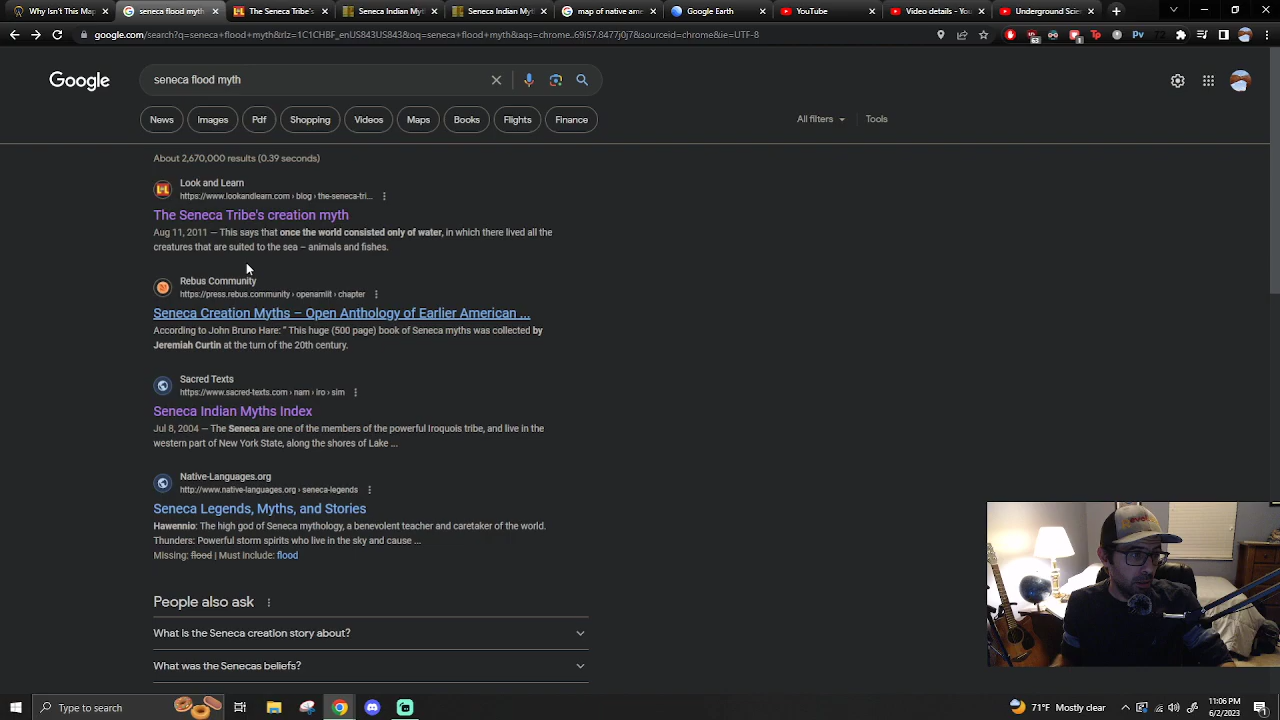 Why Isn't This Map
seneca flood myth
The Seneca Tribe's
Seneca Indian Myth
Seneca Indian Myth
map of native ame
Google Earth
YouTube
Video details - You
Underground Scien
google.com/search?q=seneca+flood+myth&rlz=1C1CHBF_enUS843US843&oq=seneca+flood+myth&aqs=chrome..69i57.8477j0j7&sourceid=chrome&ie=UTF-8
Google
seneca flood myth
News
Images
Pdf
Shopping
Videos
Maps
Books
Flights
Finance
All filters
Tools
About 2,670,000 results (0.39 seconds)
Look and Learn
https://www.lookandlearn.com › blog › the-seneca-tri...
The Seneca Tribe's creation myth
Aug 11, 2011 — This says that once the world consisted only of water, in which there lived all the
creatures that are suited to the sea – animals and fishes.
Rebus Community
https://press.rebus.community › openamlit › chapter
Seneca Creation Myths – Open Anthology of Earlier American ...
According to John Bruno Hare: " This huge (500 page) book of Seneca myths was collected by
Jeremiah Curtin at the turn of the 20th century.
Sacred Texts
https://www.sacred-texts.com › nam › iro › sim
Seneca Indian Myths Index
Jul 8, 2004 — The Seneca are one of the members of the powerful Iroquois tribe, and live in the
western part of New York State, along the shores of Lake ...
Native-Languages.org
http://www.native-languages.org › seneca-legends
Seneca Legends, Myths, and Stories
Hawennio: The high god of Seneca mythology, a benevolent teacher and caretaker of the world.
Thunders: Powerful storm spirits who live in the sky and cause ...
Missing: flood | Must include: flood
People also ask
What is the Seneca creation story about?
What was the Senecas beliefs?
Type here to search
71°F Mostly clear
11:06 PM
6/2/2023